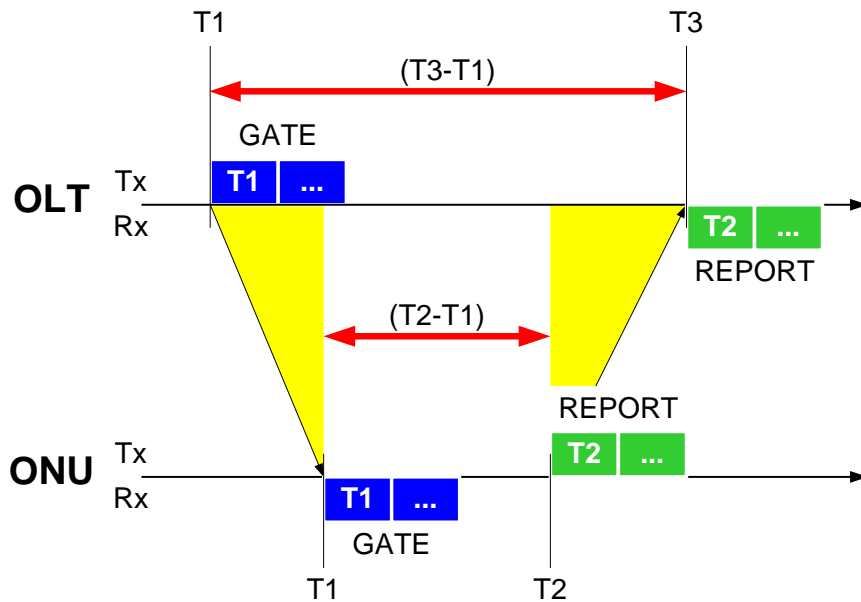 T1 T3
(T3-T1)
GATE
OLT Tx T1 ...
Rx T2 ...
REPORT
(T2-T1)
REPORT
ONU Tx T2 ...
Rx T1 ...
GATE
T1 T2